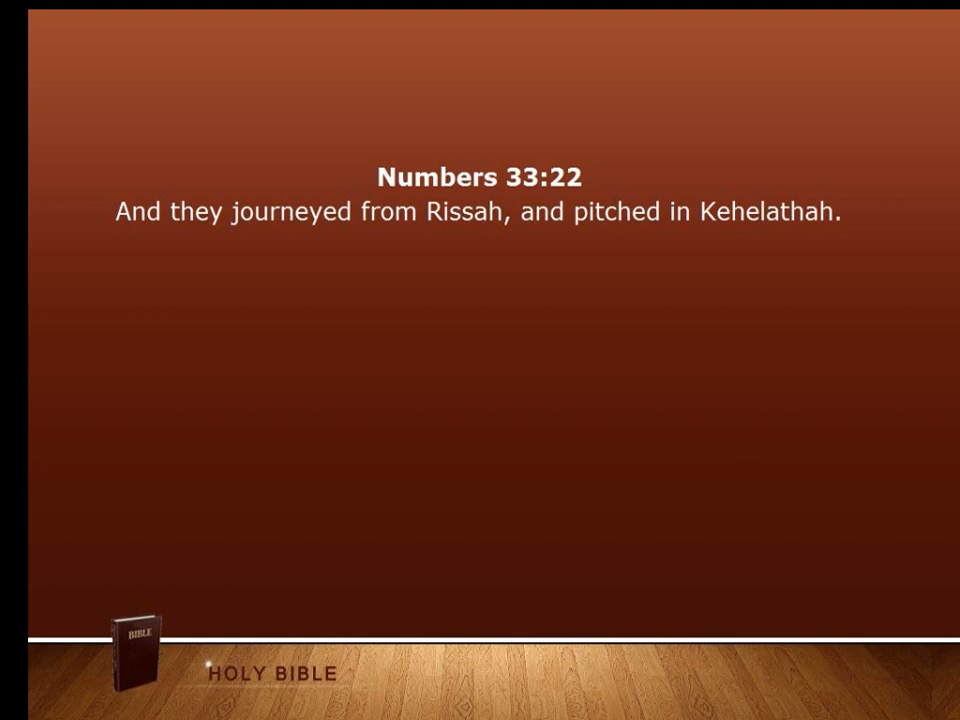 Numbers 33:22
And they journeyed from Rissah, and pitched in Kehelathah.
BIBLE
HOLY BIBLE